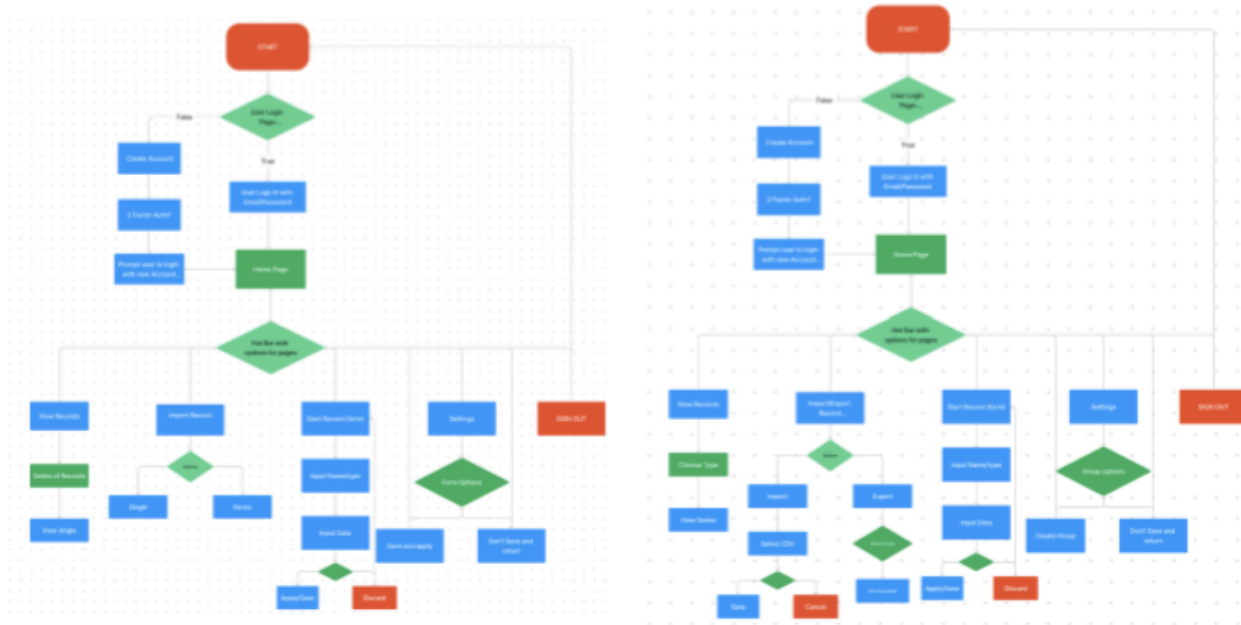 START
User Login
Page...
False
True
Create Account
User Logs in with
Email/Password
2 Factor Auth?
Prompt user to login
with new Account...
Home Page
Hot Bar with
options for pages
View Records
Import Record
Start Record (form)
Settings
SIGN OUT
Series of Records
Input Name/type
Form Options
Single
Series
View single
Input Data
Save and apply
Don't Save and
return
Apply/Save
Discard
START
User Login
Page...
False
True
Create Account
User Logs in with
Email/Password
2 Factor Auth?
Prompt user to login
with new Account...
Home Page
Hot Bar with
options for pages
View Records
Import/Export
Record...
Start Record (form)
Settings
SIGN OUT
Choose Type
Input Name/type
Group options
Import
Export
View Series
Input Data
Create Group
Don't Save and
return
Select CSV
Apply/Save
Discard
Save
Cancel